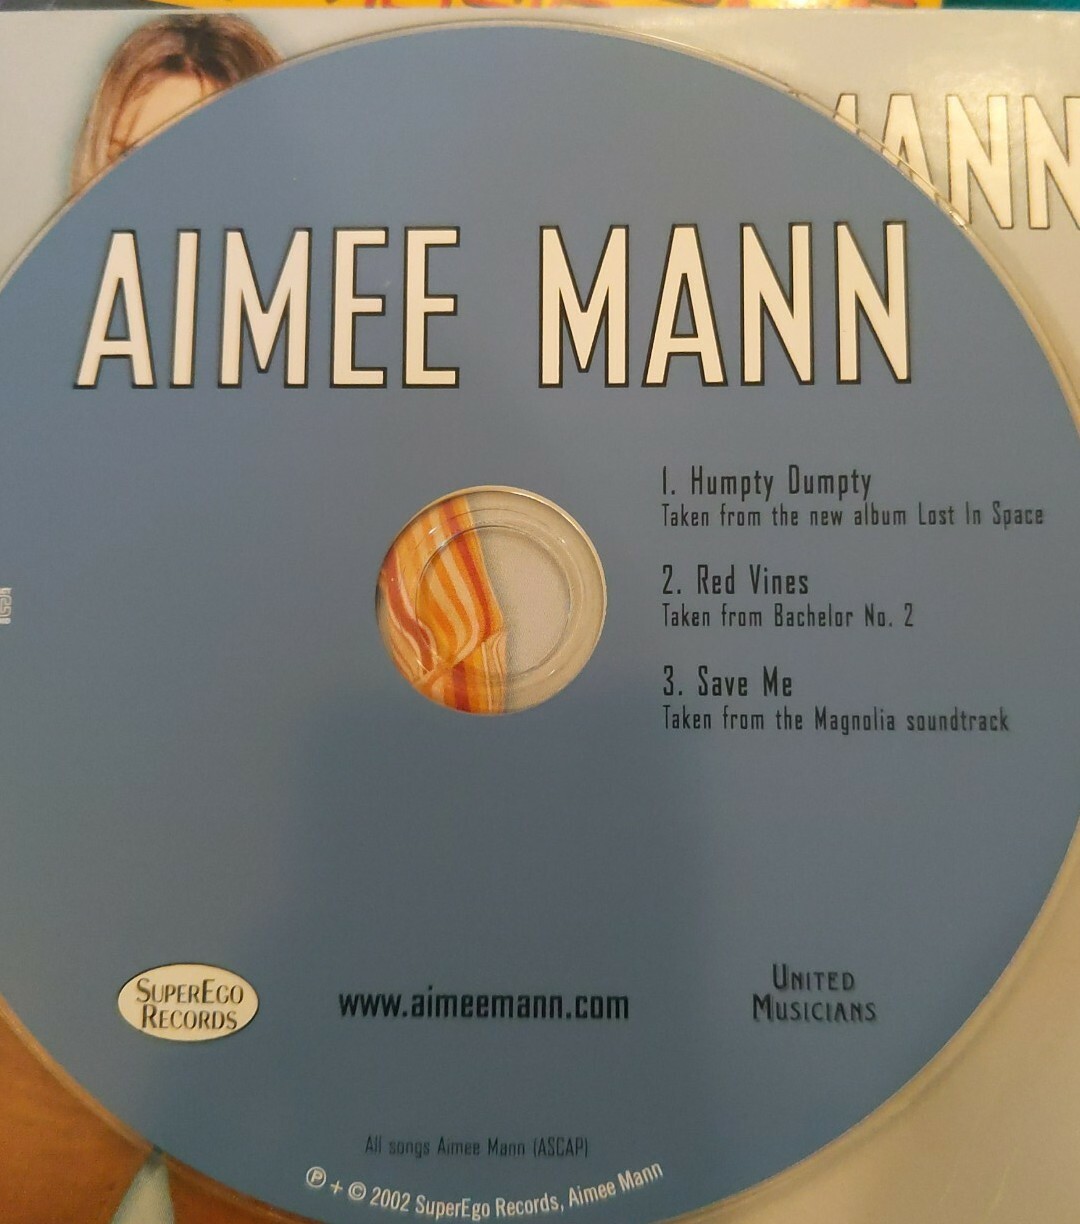 MANN
AIMEE MANN
1. Humpty Dumpty
Taken from the new album Lost In Space
2. Red Vines
Taken from Bachelor No. 2
3. Save Me
Taken from the Magnolia soundtrack
SUPEREGO
RECORDS
www.aimeemann.com
UNITED
MUSICIANS
All songs Aimee Mann (ASCAP)
℗ + © 2002 SuperEgo Records, Aimee Mann